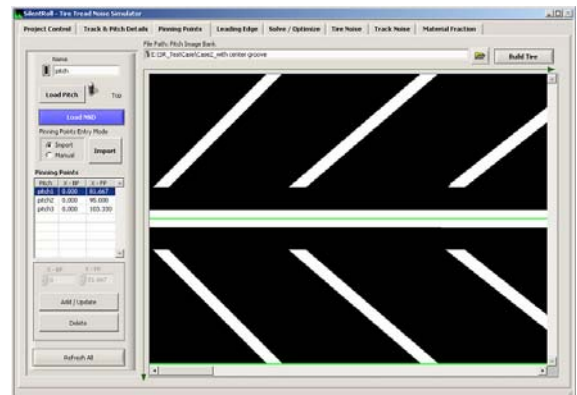 SilentRoll - Tire Tread Noise Simulator
Project Control Track & Pitch Details Pinning Points Leading Edge Solve / Optimize Tire Noise Track Noise Material Fraction
File Path: Pitch Image Bank
Build Tire
Name
pitch
Load Pitch Top
Load MKD
Pinning Points Entry Mode
Import
Manual
Import
Pinning Points
Pitch X - BP X - PP
pitch1 0.000 81.667
pitch2 0.000 95.000
pitch3 0.000 103.330
Add / Update
Delete
Refresh All